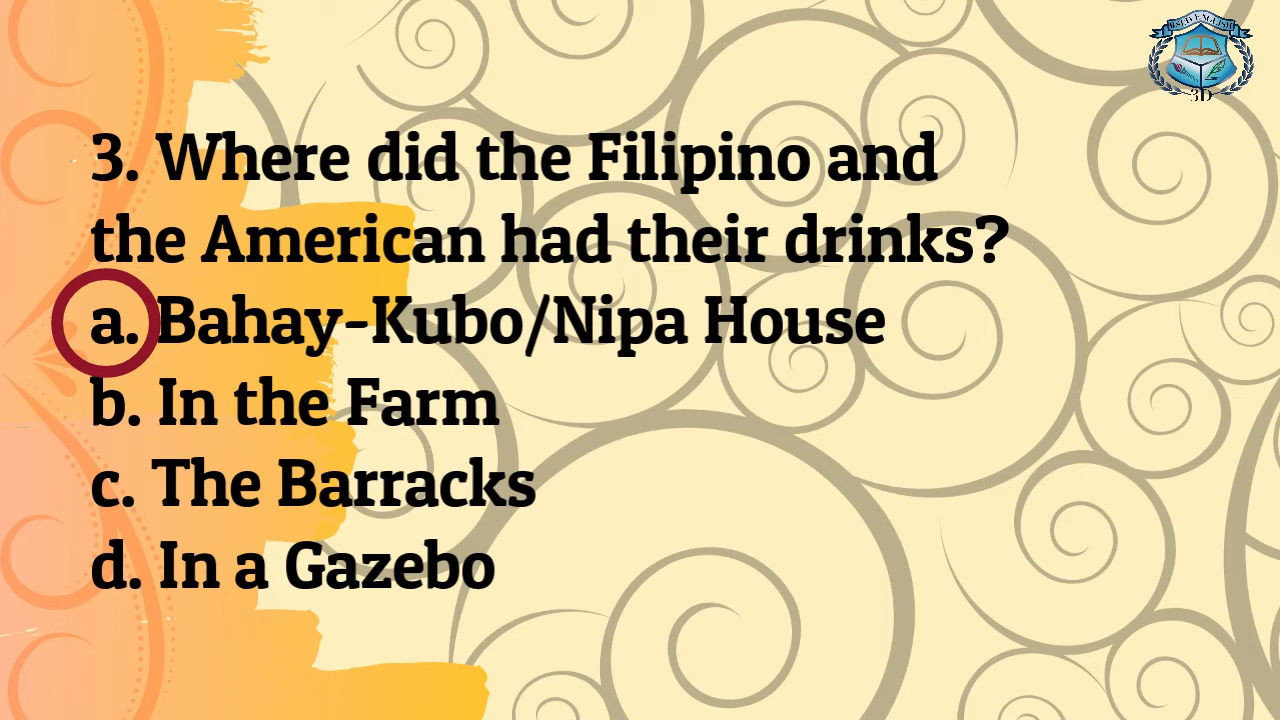 3. Where did the Filipino and
the American had their drinks?
a. Bahay-Kubo/Nipa House
b. In the Farm
c. The Barracks
d. In a Gazebo
3D